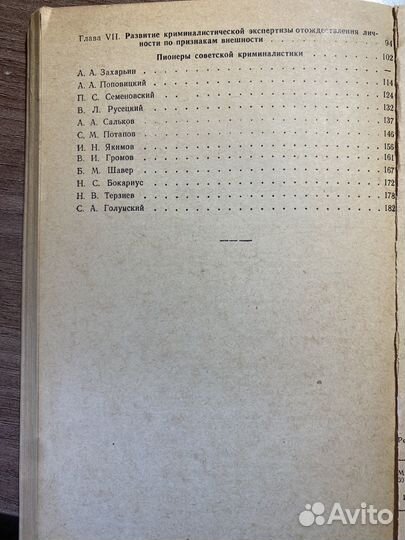 Глава VII. Развитие криминалистической экспертизы отождествления лич-
ности по признакам внешности . . . . . . . . . . . 94
Пионеры советской криминалистики . . . . . . . . 102
А. А. Захарьин . . . . . . . . . . . . . . . . . . . . —
А. А. Поповицкий . . . . . . . . . . . . . . . . . . . 114
П. С. Семеновский . . . . . . . . . . . . . . . . . . 124
В. Л. Русецкий . . . . . . . . . . . . . . . . . . . . 132
А. А. Сальков . . . . . . . . . . . . . . . . . . . . 137
С. М. Потапов . . . . . . . . . . . . . . . . . . . . 146
И. Н. Якимов . . . . . . . . . . . . . . . . . . . . 156
В. И. Громов . . . . . . . . . . . . . . . . . . . . 161
Б. М. Шавер . . . . . . . . . . . . . . . . . . . . 167
Н. С. Бокариус . . . . . . . . . . . . . . . . . . . 172
Н. В. Терзиев . . . . . . . . . . . . . . . . . . . . 178
С. А. Голунский . . . . . . . . . . . . . . . . . . . 182
Avito